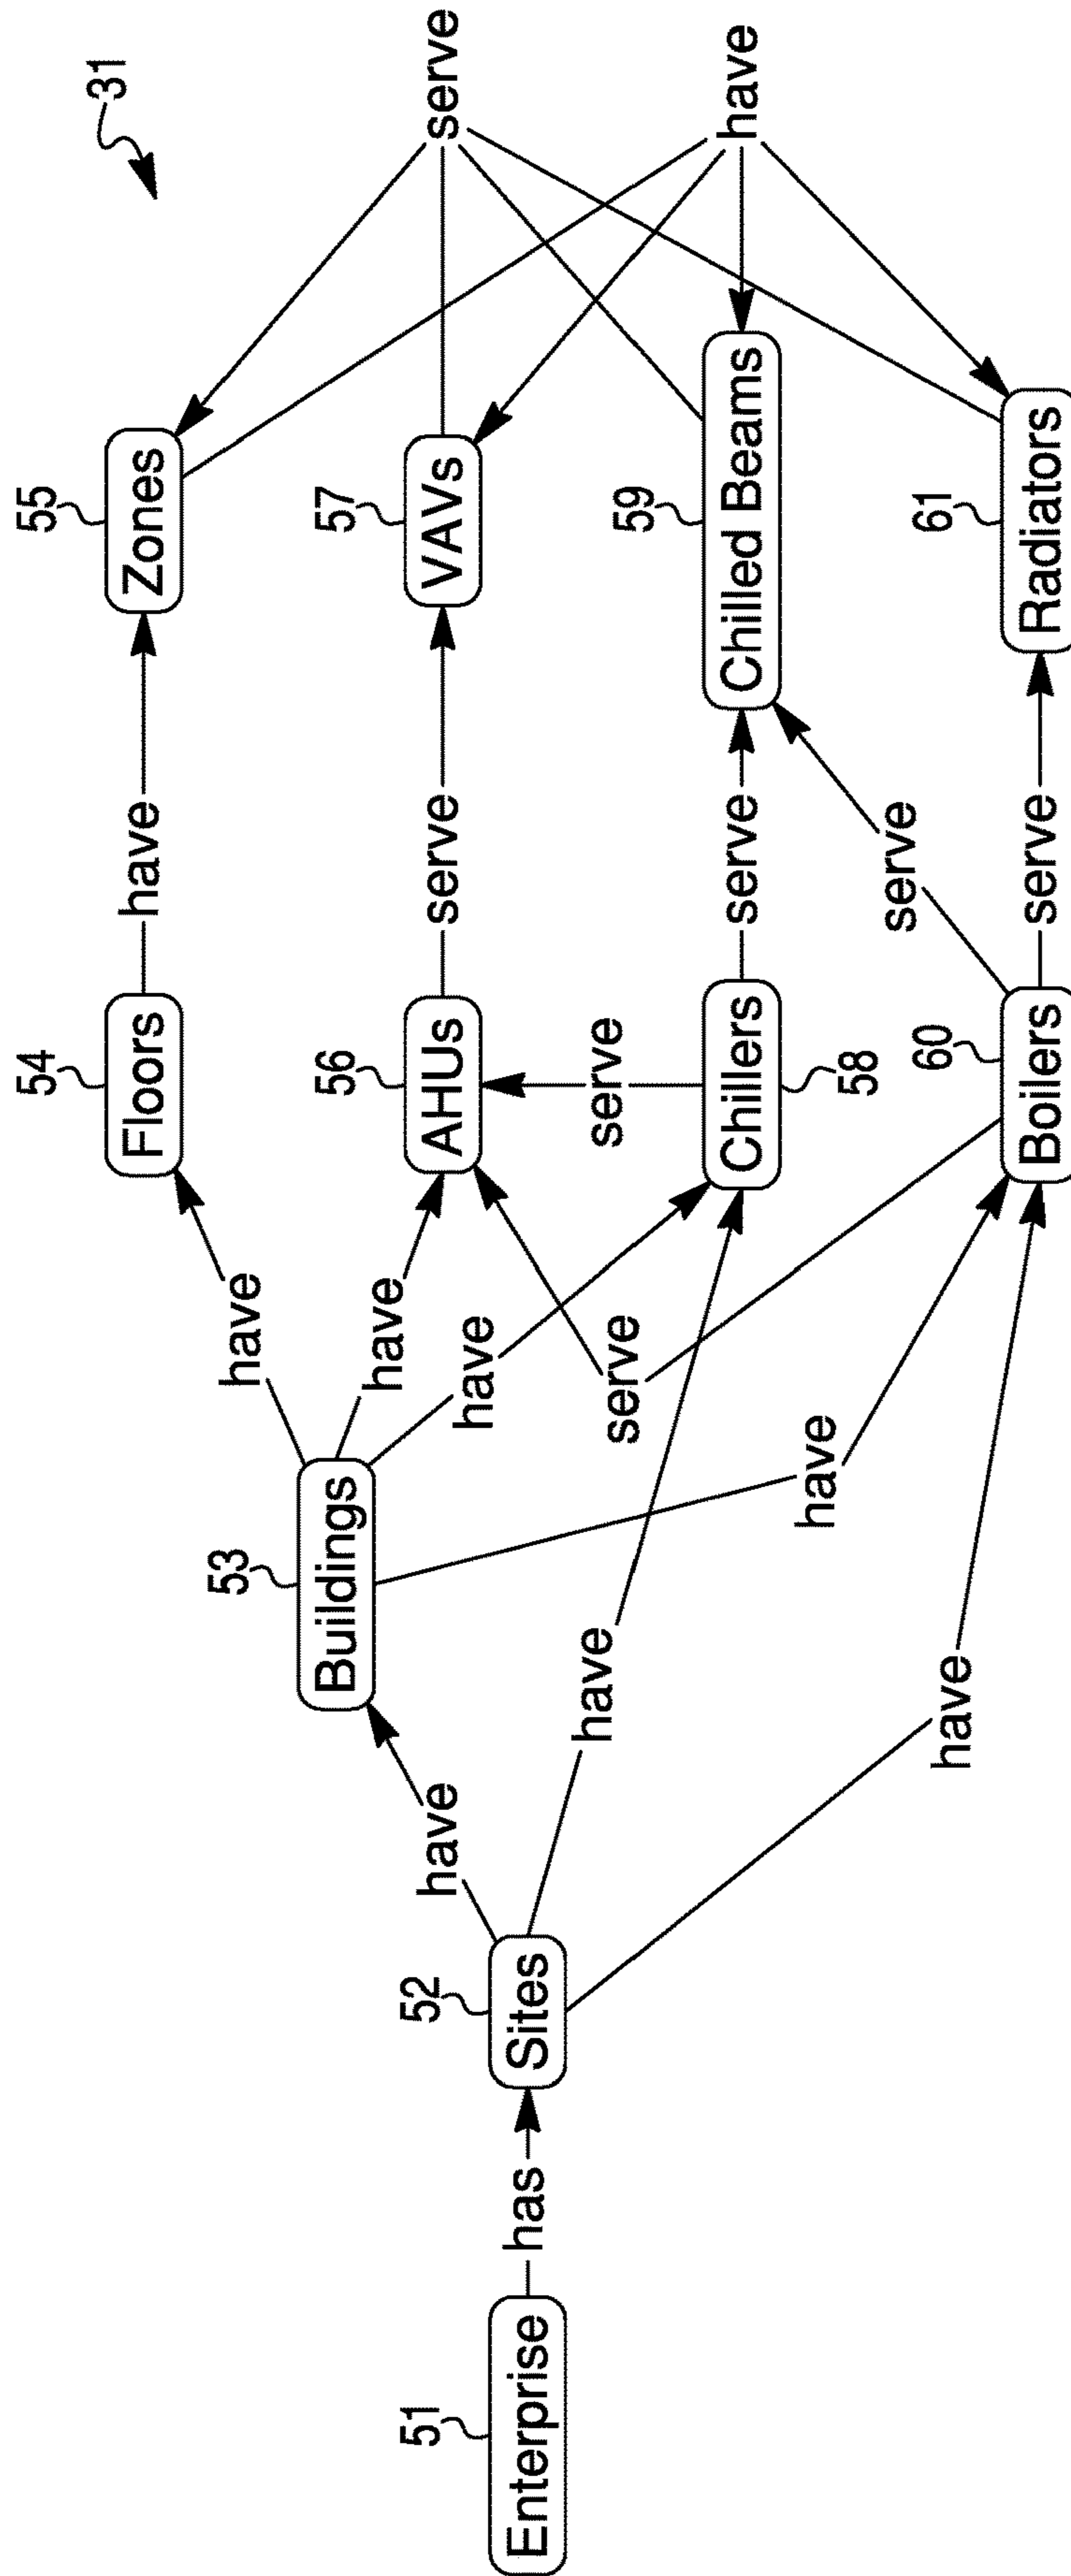 31
51
Enterprise
has
52
Sites
have
have
have
53
Buildings
have
have
have
have
54
Floors
have
55
Zones
56
AHUs
serve
57
VAVs
serve
serve
58
Chillers
serve
59
Chilled Beams
serve
60
Boilers
serve
61
Radiators
serve
have